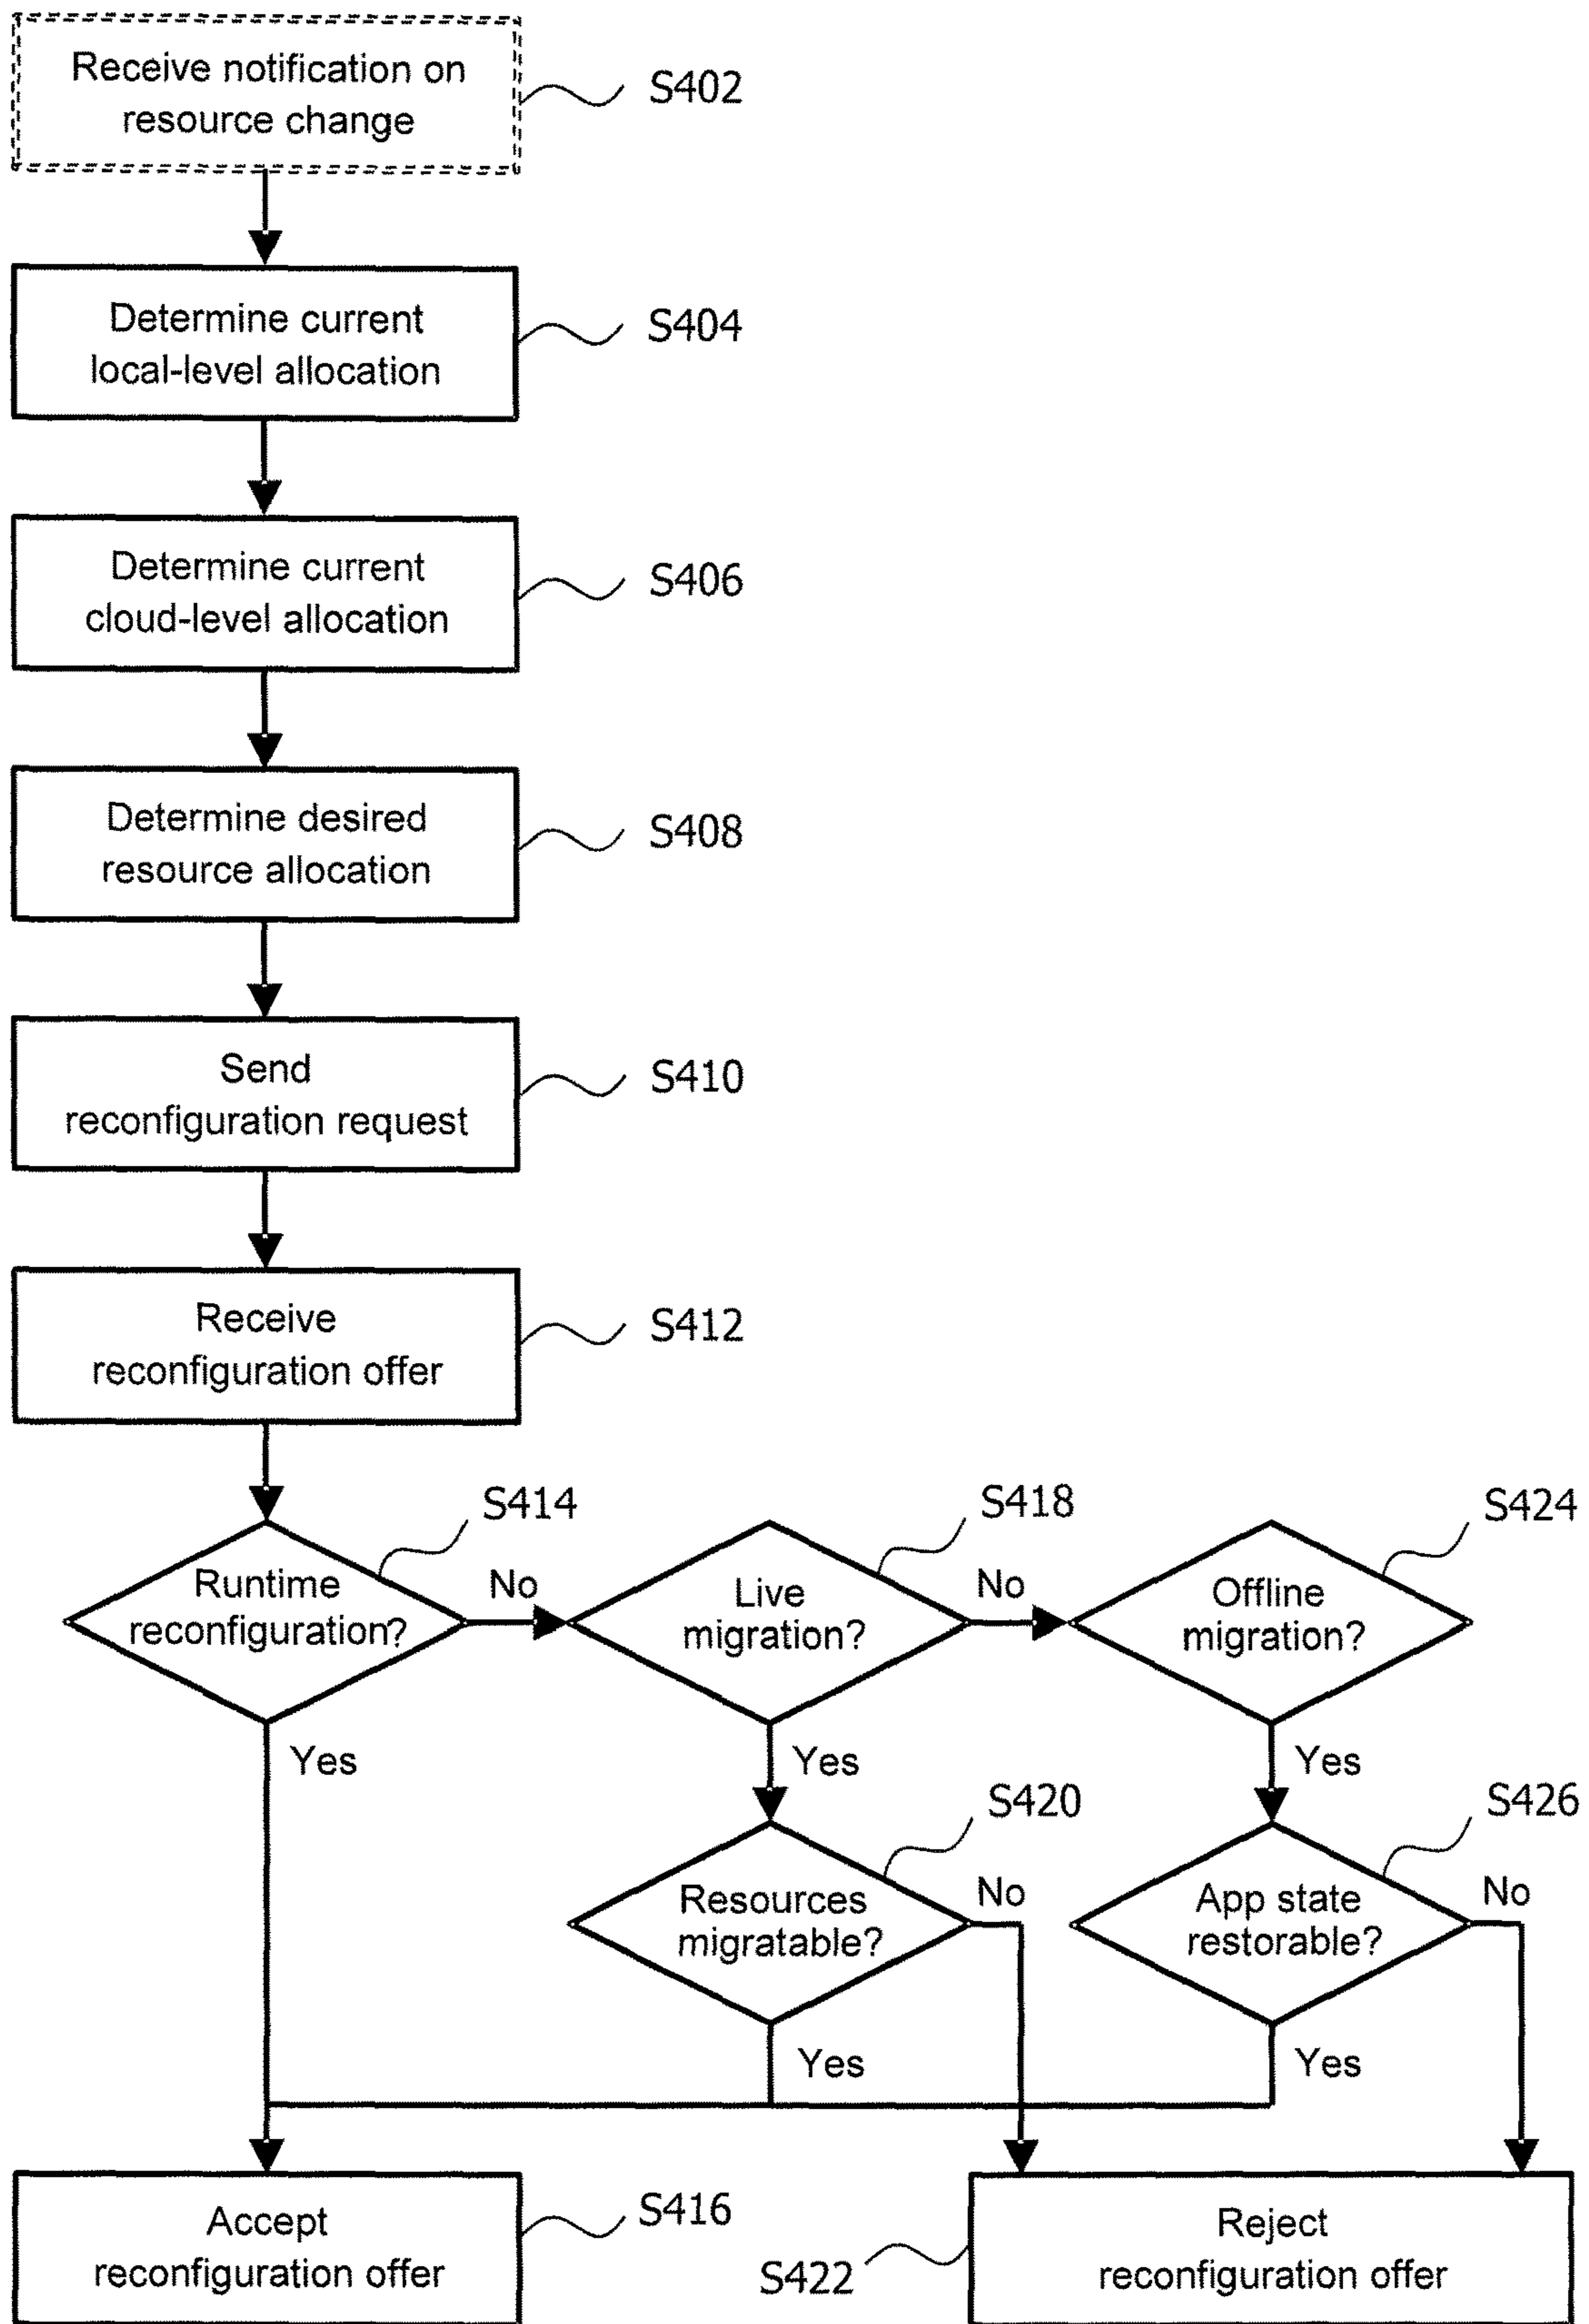 Receive notification on
resource change
S402
Determine current
local-level allocation
S404
Determine current
cloud-level allocation
S406
Determine desired
resource allocation
S408
Send
reconfiguration request
S410
Receive
reconfiguration offer
S412
S414
Runtime
reconfiguration?
No
Yes
S418
Live
migration?
No
Yes
S424
Offline
migration?
Yes
S420
Resources
migratable?
No
Yes
S426
App state
restorable?
No
Yes
Accept
reconfiguration offer
S416
Reject
reconfiguration offer
S422